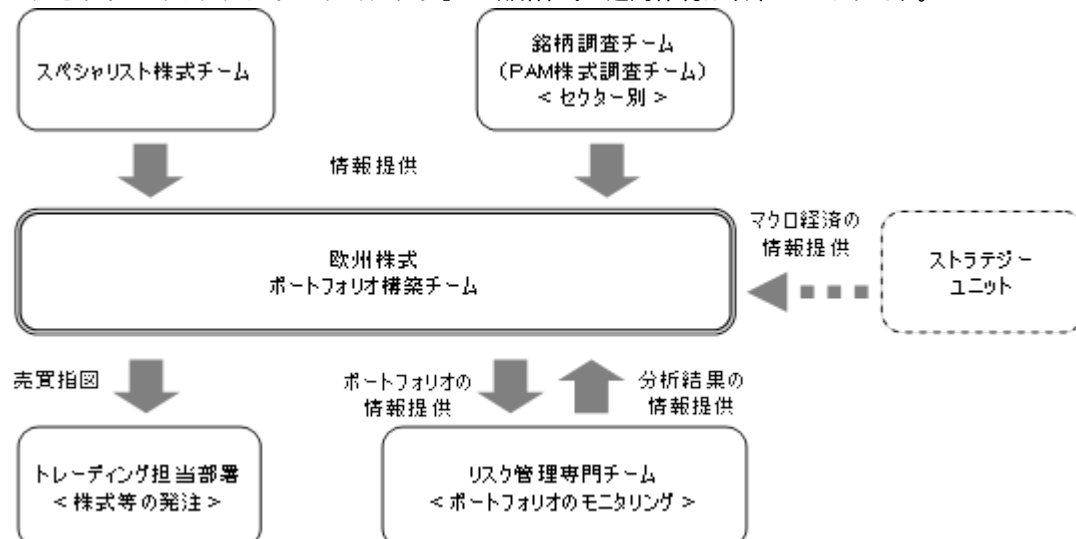 スペシャリスト株式チーム
銘柄調査チーム
(PAM株式調査チーム)
<セクター別>
情報提供
マクロ経済の
情報提供
欧州株式
ポートフォリオ構築チーム
ストラテジー
ユニット
売買指図
ポートフォリオの
情報提供
分析結果の
情報提供
トレーディング担当部署
<株式等の発注>
リスク管理専門チーム
<ポートフォリオのモニタリング>